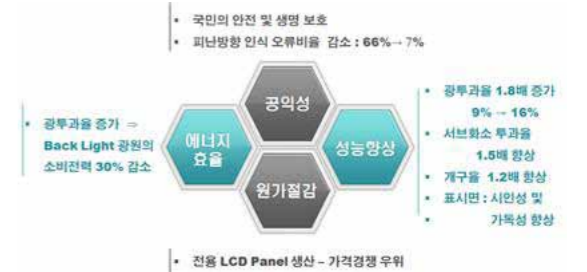 • 국민의 안전 및 생명 보호
• 피난방향 인식 오류비율 감소 : 66%→ 7%
공익성
• 광투과율 증가 ⇒
Back Light 광원의
소비전력 30% 감소
에너지
효율
성능향상
• 광투과율 1.8배 증가
9% → 16%
• 서브화소 투과율
1.5배 향상
• 개구율 1.2배 향상
• 표시면 : 시인성 및
• 가독성 향상
원가절감
• 전용 LCD Panel 생산 – 가격경쟁 우위